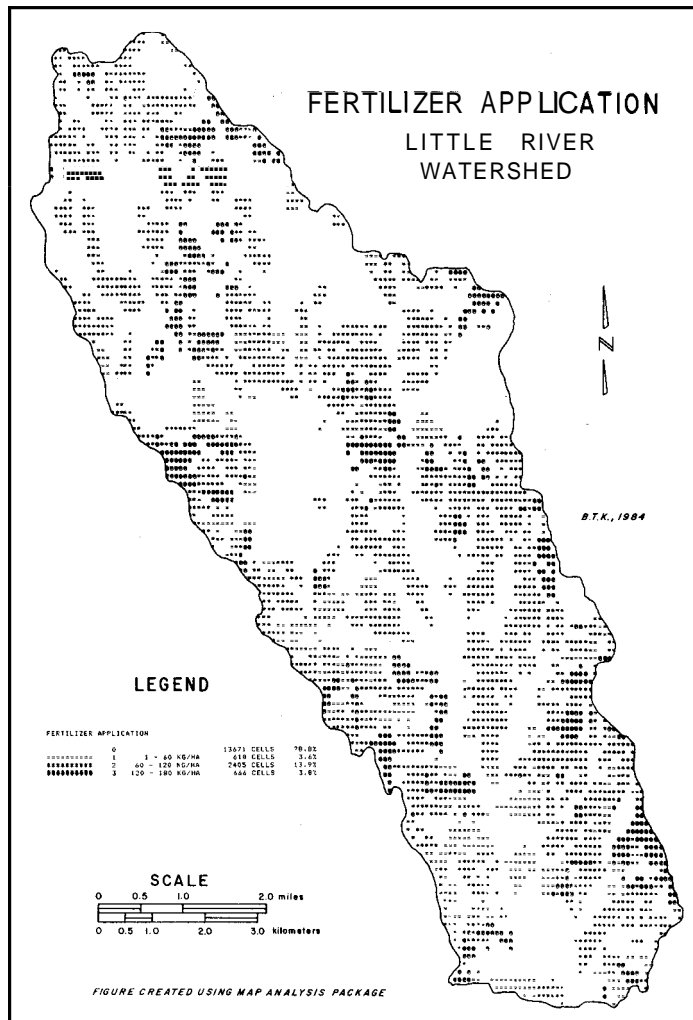 FERTILIZER APPLICATION
LITTLE RIVER
WATERSHED
N
B.T.K., 1984
LEGEND
FERTILIZER APPLICATION
0 13671 CELLS 78.8%
1 1 - 60 KG/HA 618 CELLS 3.6%
2 60 - 120 KG/HA 2405 CELLS 13.9%
3 120 - 180 KG/HA 666 CELLS 3.8%
SCALE
0 0.5 1.0 2.0 miles
0 0.5 1.0 2.0 3.0 kilometers
FIGURE CREATED USING MAP ANALYSIS PACKAGE